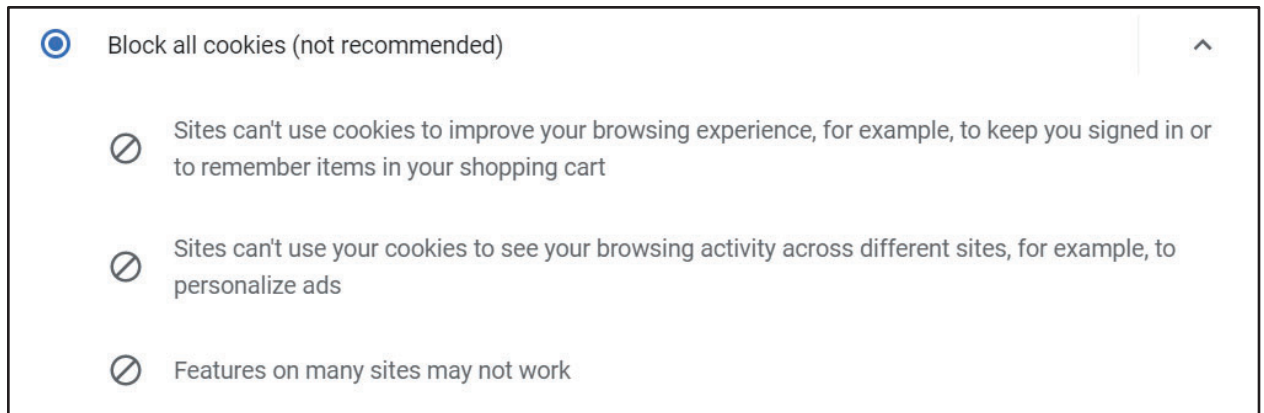 Block all cookies (not recommended)
Sites can't use cookies to improve your browsing experience, for example, to keep you signed in or
to remember items in your shopping cart
Sites can't use your cookies to see your browsing activity across different sites, for example, to
personalize ads
Features on many sites may not work